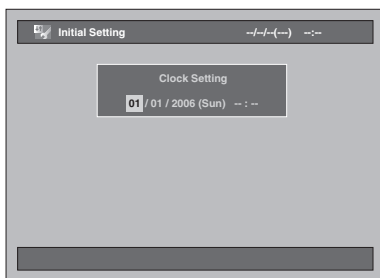 Initial Setting --/--/--(---) --:--
Clock Setting
01 / 01 / 2006 (Sun) -- : --